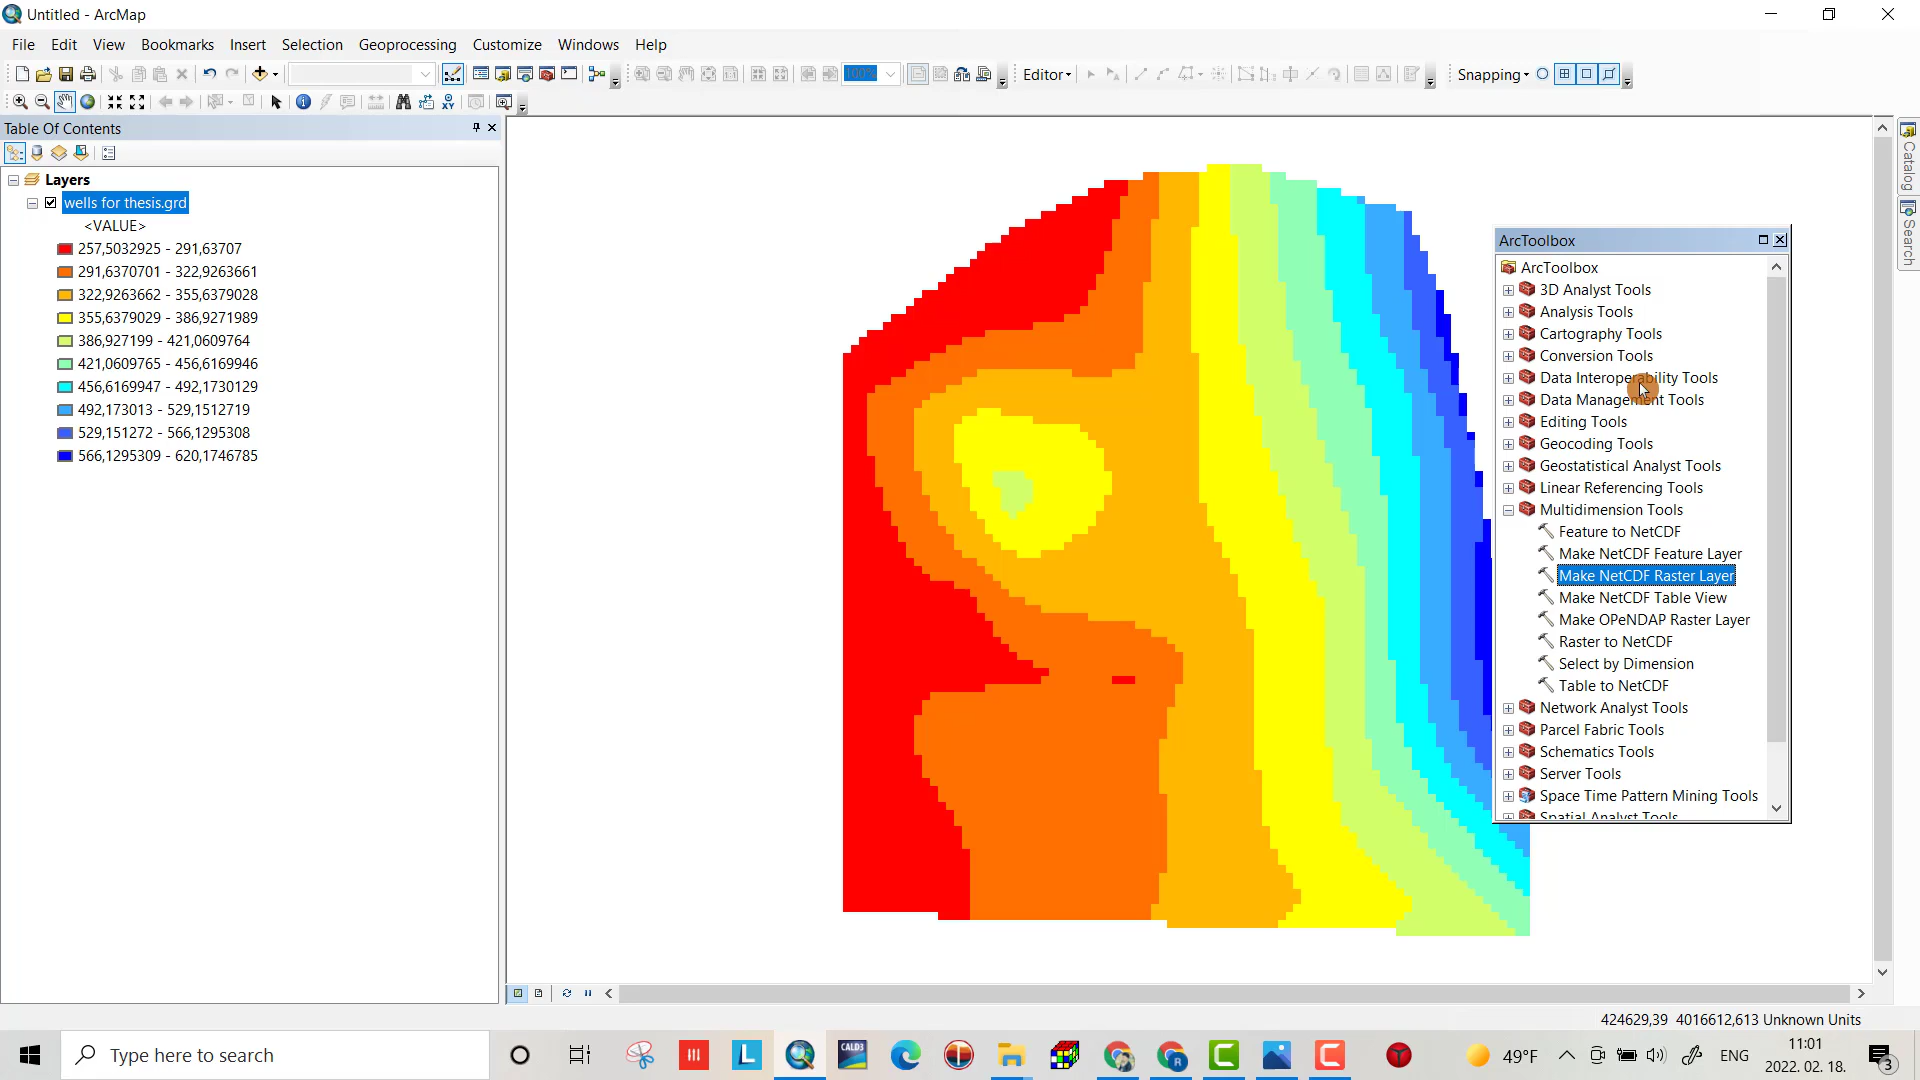 Untitled - ArcMap
File Edit View Bookmarks Insert Selection Geoprocessing Customize Windows Help
100% Editor Snapping
Table Of Contents
Layers
wells for thesis.grd
<VALUE>
257,5032925 - 291,63707
291,6370701 - 322,9263661
322,9263662 - 355,6379028
355,6379029 - 386,9271989
386,927199 - 421,0609764
421,0609765 - 456,6169946
456,6169947 - 492,1730129
492,173013 - 529,1512719
529,151272 - 566,1295308
566,1295309 - 620,1746785
ArcToolbox
ArcToolbox
3D Analyst Tools
Analysis Tools
Cartography Tools
Conversion Tools
Data Interoperability Tools
Data Management Tools
Editing Tools
Geocoding Tools
Geostatistical Analyst Tools
Linear Referencing Tools
Multidimension Tools
Feature to NetCDF
Make NetCDF Feature Layer
Make NetCDF Raster Layer
Make NetCDF Table View
Make OPeNDAP Raster Layer
Raster to NetCDF
Select by Dimension
Table to NetCDF
Network Analyst Tools
Parcel Fabric Tools
Schematics Tools
Server Tools
Space Time Pattern Mining Tools
Spatial Analyst Tools
Catalog
Search
424629,39 4016612,613 Unknown Units
Type here to search
L
CALD3
R
49°F
ENG
11:01
2022. 02. 18.
3